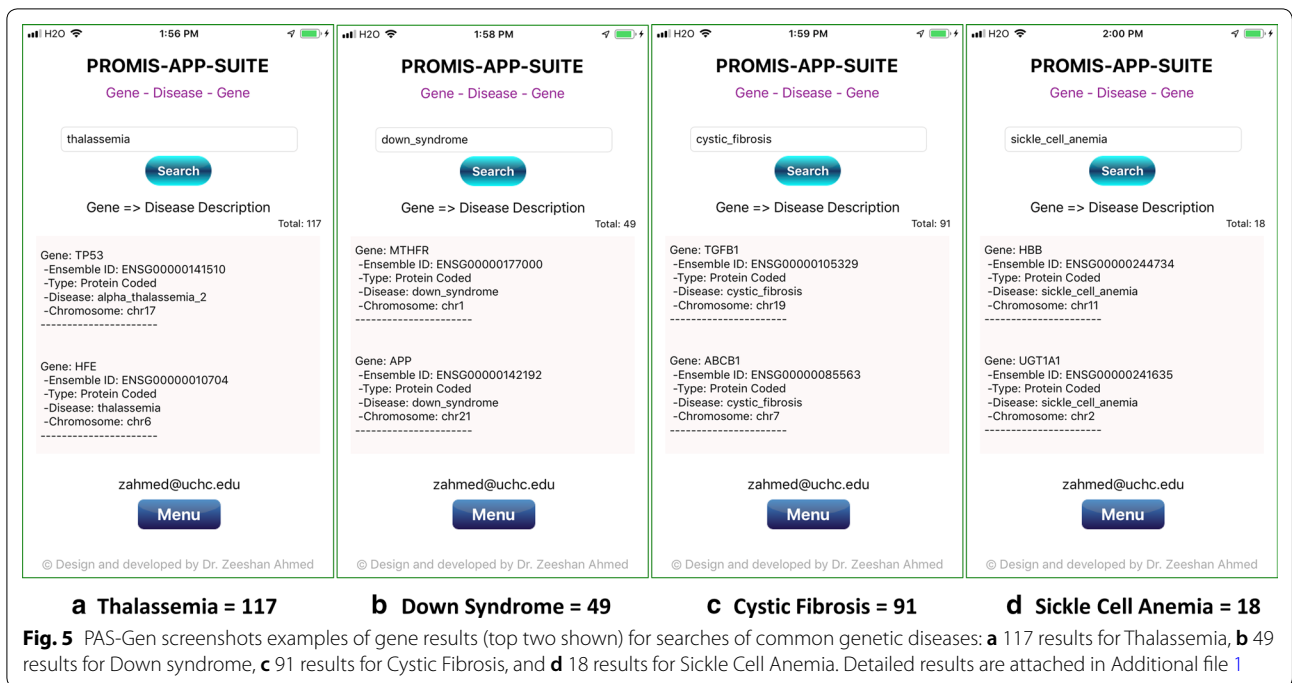 H2O 1:56 PM
PROMIS-APP-SUITE
Gene - Disease - Gene
thalassemia
Search
Gene => Disease Description
Total: 117
Gene: TP53
-Ensemble ID: ENSG00000141510
-Type: Protein Coded
-Disease: alpha_thalassemia_2
-Chromosome: chr17
----------------------
Gene: HFE
-Ensemble ID: ENSG00000010704
-Type: Protein Coded
-Disease: thalassemia
-Chromosome: chr6
----------------------
zahmed@uchc.edu
Menu
© Design and developed by Dr. Zeeshan Ahmed
a Thalassemia = 117
H2O 1:58 PM
PROMIS-APP-SUITE
Gene - Disease - Gene
down_syndrome
Search
Gene => Disease Description
Total: 49
Gene: MTHFR
-Ensemble ID: ENSG00000177000
-Type: Protein Coded
-Disease: down_syndrome
-Chromosome: chr1
----------------------
Gene: APP
-Ensemble ID: ENSG00000142192
-Type: Protein Coded
-Disease: down_syndrome
-Chromosome: chr21
----------------------
zahmed@uchc.edu
Menu
© Design and developed by Dr. Zeeshan Ahmed
b Down Syndrome = 49
H2O 1:59 PM
PROMIS-APP-SUITE
Gene - Disease - Gene
cystic_fibrosis
Search
Gene => Disease Description
Total: 91
Gene: TGFB1
-Ensemble ID: ENSG00000105329
-Type: Protein Coded
-Disease: cystic_fibrosis
-Chromosome: chr19
----------------------
Gene: ABCB1
-Ensemble ID: ENSG00000085563
-Type: Protein Coded
-Disease: cystic_fibrosis
-Chromosome: chr7
----------------------
zahmed@uchc.edu
Menu
© Design and developed by Dr. Zeeshan Ahmed
c Cystic Fibrosis = 91
H2O 2:00 PM
PROMIS-APP-SUITE
Gene - Disease - Gene
sickle_cell_anemia
Search
Gene => Disease Description
Total: 18
Gene: HBB
-Ensemble ID: ENSG00000244734
-Type: Protein Coded
-Disease: sickle_cell_anemia
-Chromosome: chr11
----------------------
Gene: UGT1A1
-Ensemble ID: ENSG00000241635
-Type: Protein Coded
-Disease: sickle_cell_anemia
-Chromosome: chr2
----------------------
zahmed@uchc.edu
Menu
© Design and developed by Dr. Zeeshan Ahmed
d Sickle Cell Anemia = 18
Fig. 5 PAS-Gen screenshots examples of gene results (top two shown) for searches of common genetic diseases: a 117 results for Thalassemia, b 49
results for Down syndrome, c 91 results for Cystic Fibrosis, and d 18 results for Sickle Cell Anemia. Detailed results are attached in Additional file 1